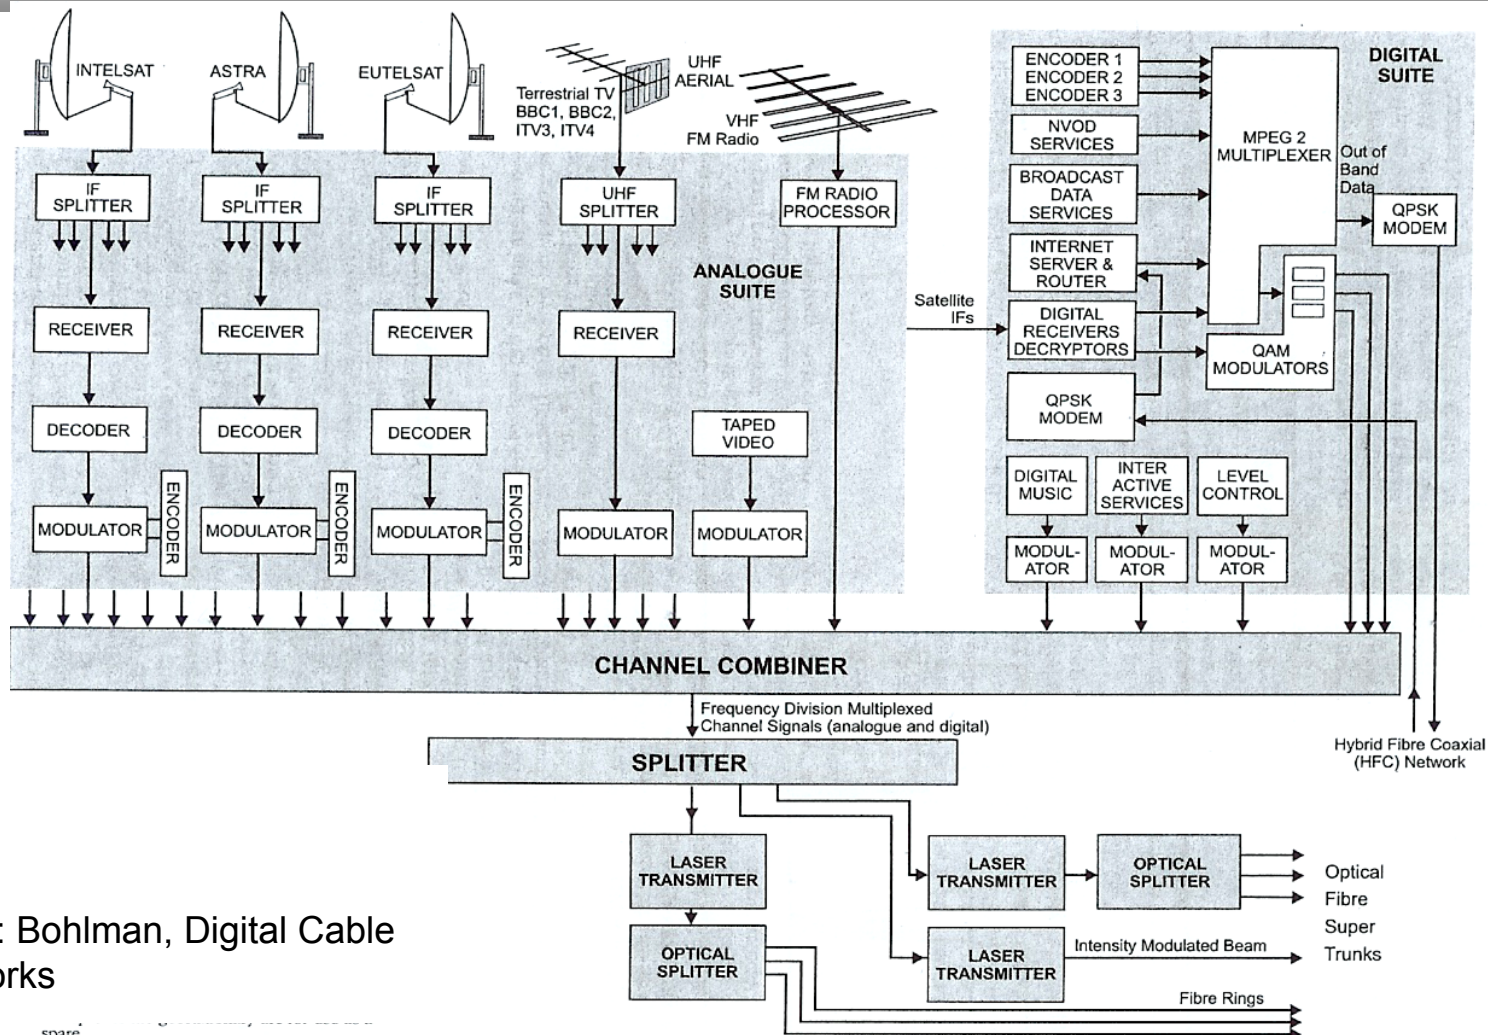 INTELSAT
ASTRA
EUTELSAT
Terrestrial TV
BBC1, BBC2,
ITV3, ITV4
UHF
AERIAL
VHF
FM Radio
IF
SPLITTER
IF
SPLITTER
IF
SPLITTER
UHF
SPLITTER
FM RADIO
PROCESSOR
ANALOGUE
SUITE
RECEIVER
RECEIVER
RECEIVER
RECEIVER
DECODER
DECODER
DECODER
TAPED
VIDEO
MODULATOR
ENCODER
MODULATOR
ENCODER
MODULATOR
ENCODER
MODULATOR
MODULATOR
DIGITAL
SUITE
ENCODER 1
ENCODER 2
ENCODER 3
NVOD
SERVICES
BROADCAST
DATA
SERVICES
INTERNET
SERVER &
ROUTER
Satellite
IFs
DIGITAL
RECEIVERS
DECRYPTORS
QPSK
MODEM
MPEG 2
MULTIPLEXER
Out of
Band
Data
QPSK
MODEM
QAM
MODULATORS
DIGITAL
MUSIC
INTER
ACTIVE
SERVICES
LEVEL
CONTROL
MODUL-
ATOR
MODUL-
ATOR
MODUL-
ATOR
CHANNEL COMBINER
Frequency Division Multiplexed
Channel Signals (analogue and digital)
Hybrid Fibre Coaxial
(HFC) Network
SPLITTER
LASER
TRANSMITTER
OPTICAL
SPLITTER
LASER
TRANSMITTER
OPTICAL
SPLITTER
Optical
Fibre
Super
Trunks
LASER
TRANSMITTER
Intensity Modulated Beam
Fibre Rings
: Bohlman, Digital Cable
orks
spare